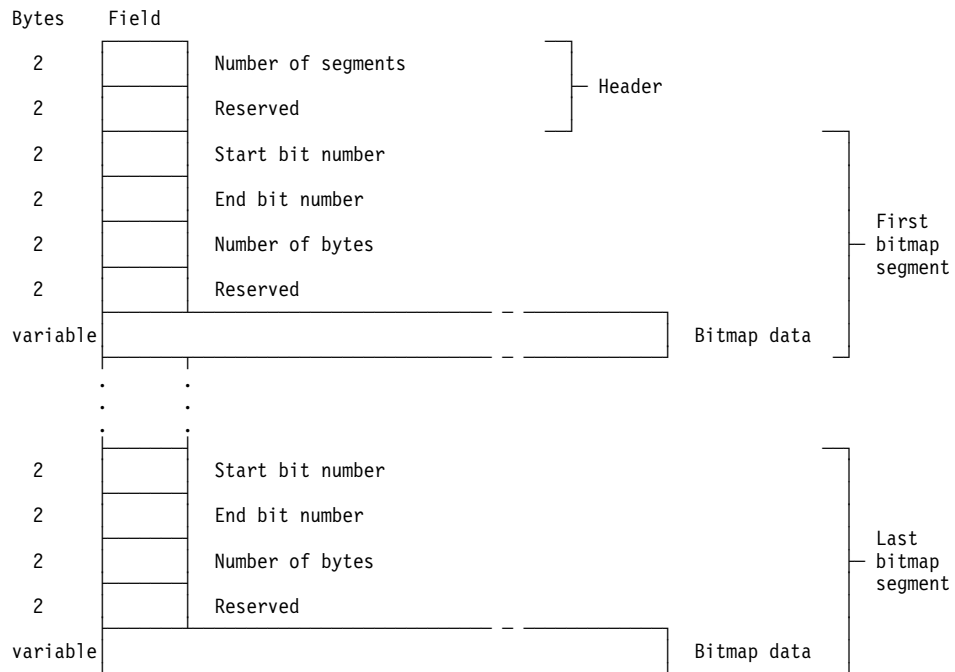 Bytes Field
2 Number of segments
Header
2 Reserved
2 Start bit number
2 End bit number
First
2 Number of bytes bitmap
segment
2 Reserved
variable Bitmap data
. .
. .
. .
2 Start bit number
2 End bit number
Last
2 Number of bytes bitmap
segment
2 Reserved
variable Bitmap data